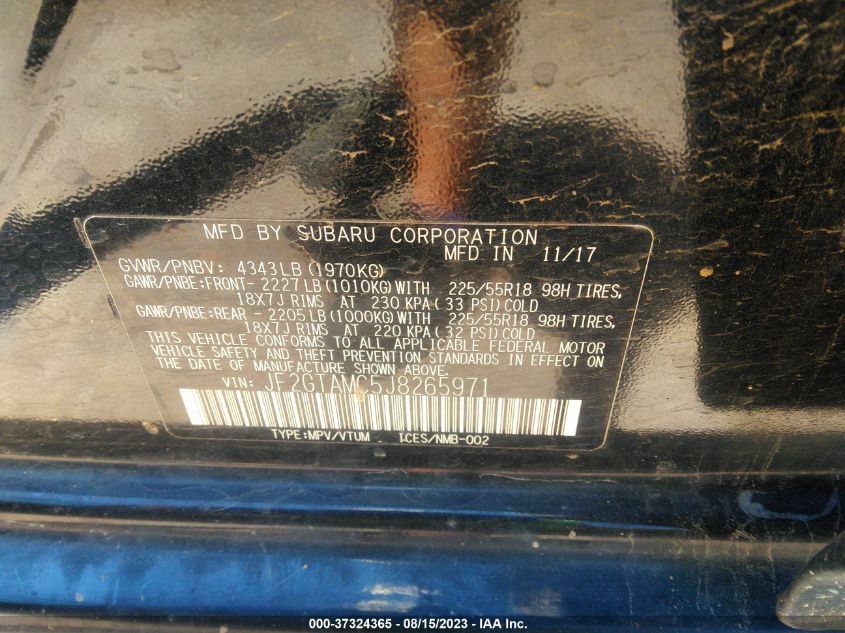 MFD BY SUBARU CORPORATION
MFD IN 11/17
GVWR/PNBV: 4343LB (1970KG)
GAWR/PNBE:FRONT- 2227LB (1010KG) WITH 225/55R18 98H TIRES,
18X7J RIMS AT 230 KPA ( 33 PSI) COLD
GAWR/PNBE:REAR - 2205LB (1000KG) WITH 225/55R18 98H TIRES,
18X7J RIMS AT 220 KPA ( 32 PSI) COLD
THIS VEHICLE CONFORMS TO ALL APPLICABLE FEDERAL MOTOR
VEHICLE SAFETY AND THEFT PREVENTION STANDARDS IN EFFECT ON
THE DATE OF MANUFACTURE SHOWN ABOVE.
VIN: JF2GTAMC5J8265971
TYPE:MPV/VTUM ICES/NMB-002
000-37324365 - 08/15/2023 - IAA Inc.